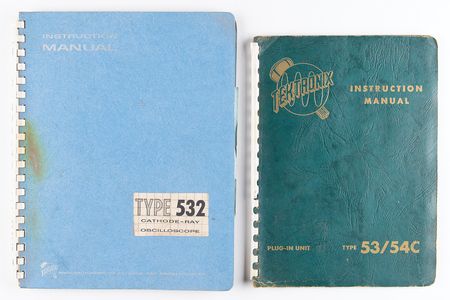 INSTRUCTION
MANUAL
TYPE 532
CATHODE-RAY
OSCILLOSCOPE
TEKTRONIX
INSTRUCTION
MANUAL
PLUG-IN UNIT
TYPE 53/54C